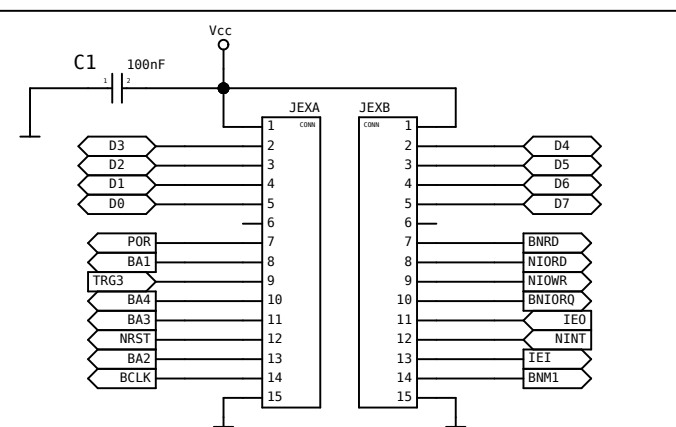 Vcc
C1 100nF
1 2
JEXA JEXB
1 CONN CONN 1
D3 2 2 D4
D2 3 3 D5
D1 4 4 D6
D0 5 5 D7
6 6
POR 7 7 BNRD
BA1 8 8 NIORD
TRG3 9 9 NIOWR
BA4 10 10 BNIORQ
BA3 11 11 IEO
NRST 12 12 NINT
BA2 13 13 IEI
BCLK 14 14 BNM1
15 15